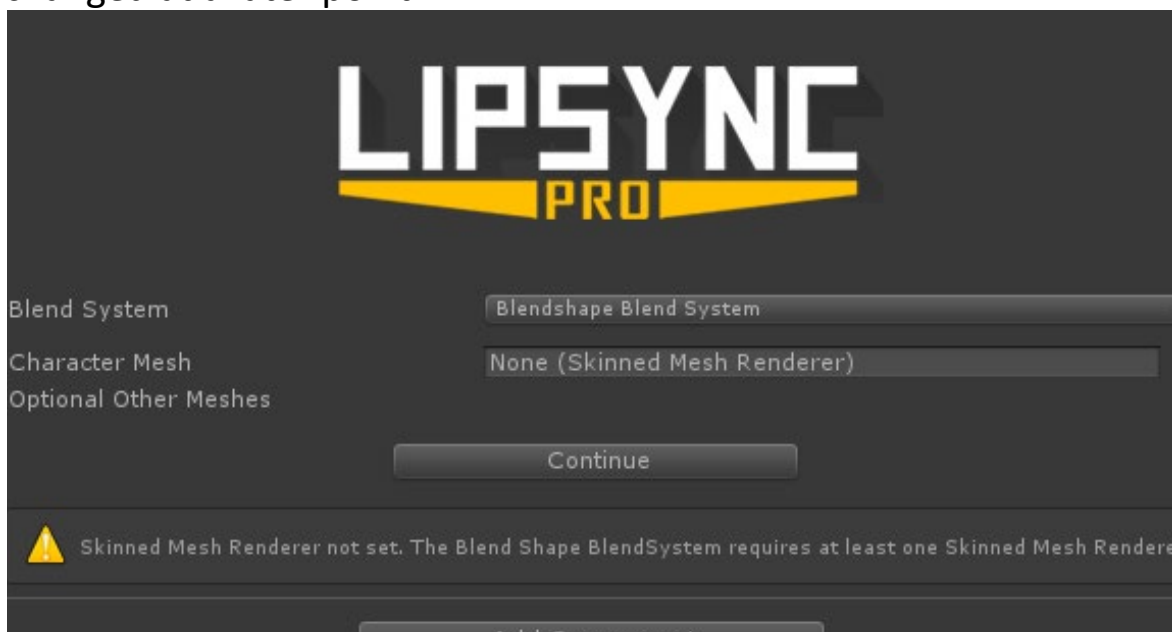 LIPSYNC
PRO
Blend System Blendshape Blend System
Character Mesh None (Skinned Mesh Renderer)
Optional Other Meshes
Continue
Skinned Mesh Renderer not set. The Blend Shape BlendSystem requires at least one Skinned Mesh Rendere